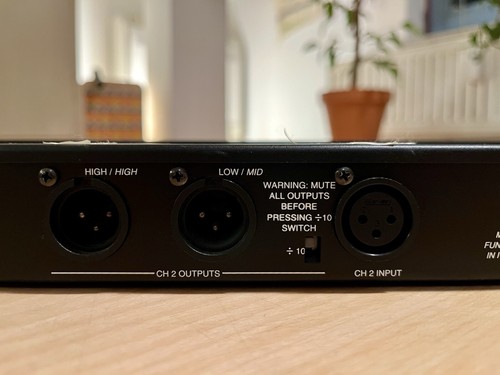 HIGH / HIGH
LOW / MID
WARNING: MUTE
ALL OUTPUTS
BEFORE
PRESSING ÷10
SWITCH
÷ 10
CH 2 OUTPUTS
CH 2 INPUT